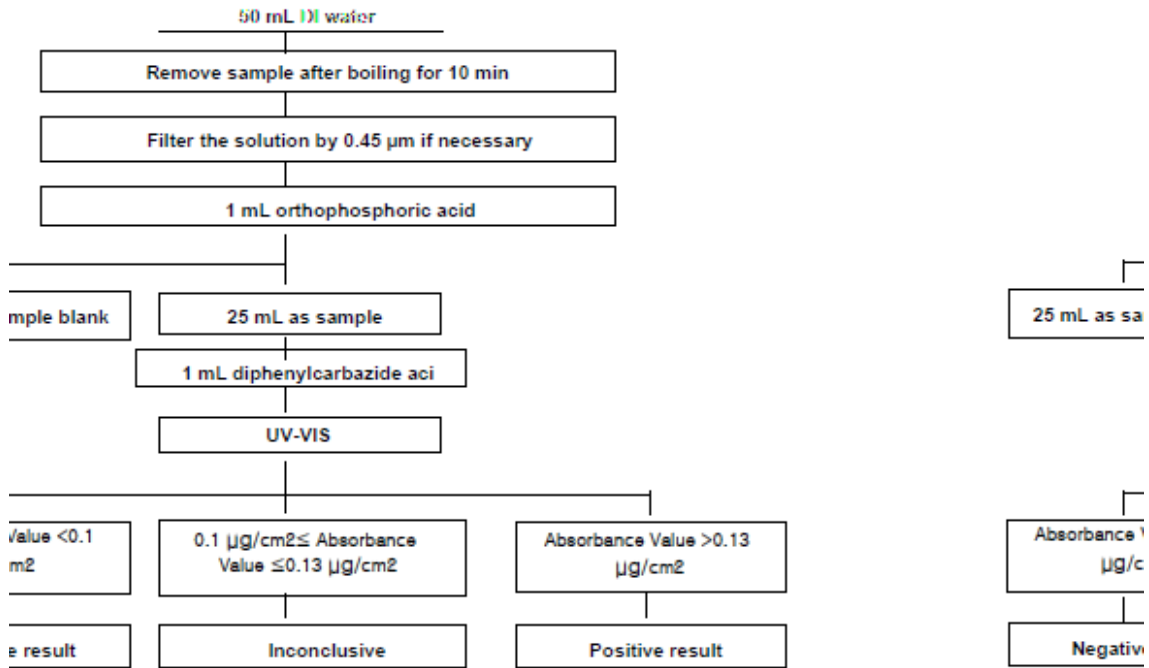 50 mL DI water
Remove sample after boiling for 10 min
Filter the solution by 0.45 µm if necessary
1 mL orthophosphoric acid
mple blank
25 mL as sample
25 mL as sa
1 mL diphenylcarbazide aci
UV-VIS
Value <0.1
m2
0.1 µg/cm2≤ Absorbance
Value ≤0.13 µg/cm2
Absorbance Value >0.13
µg/cm2
Absorbance
µg/c
e result
Inconclusive
Positive result
Negative